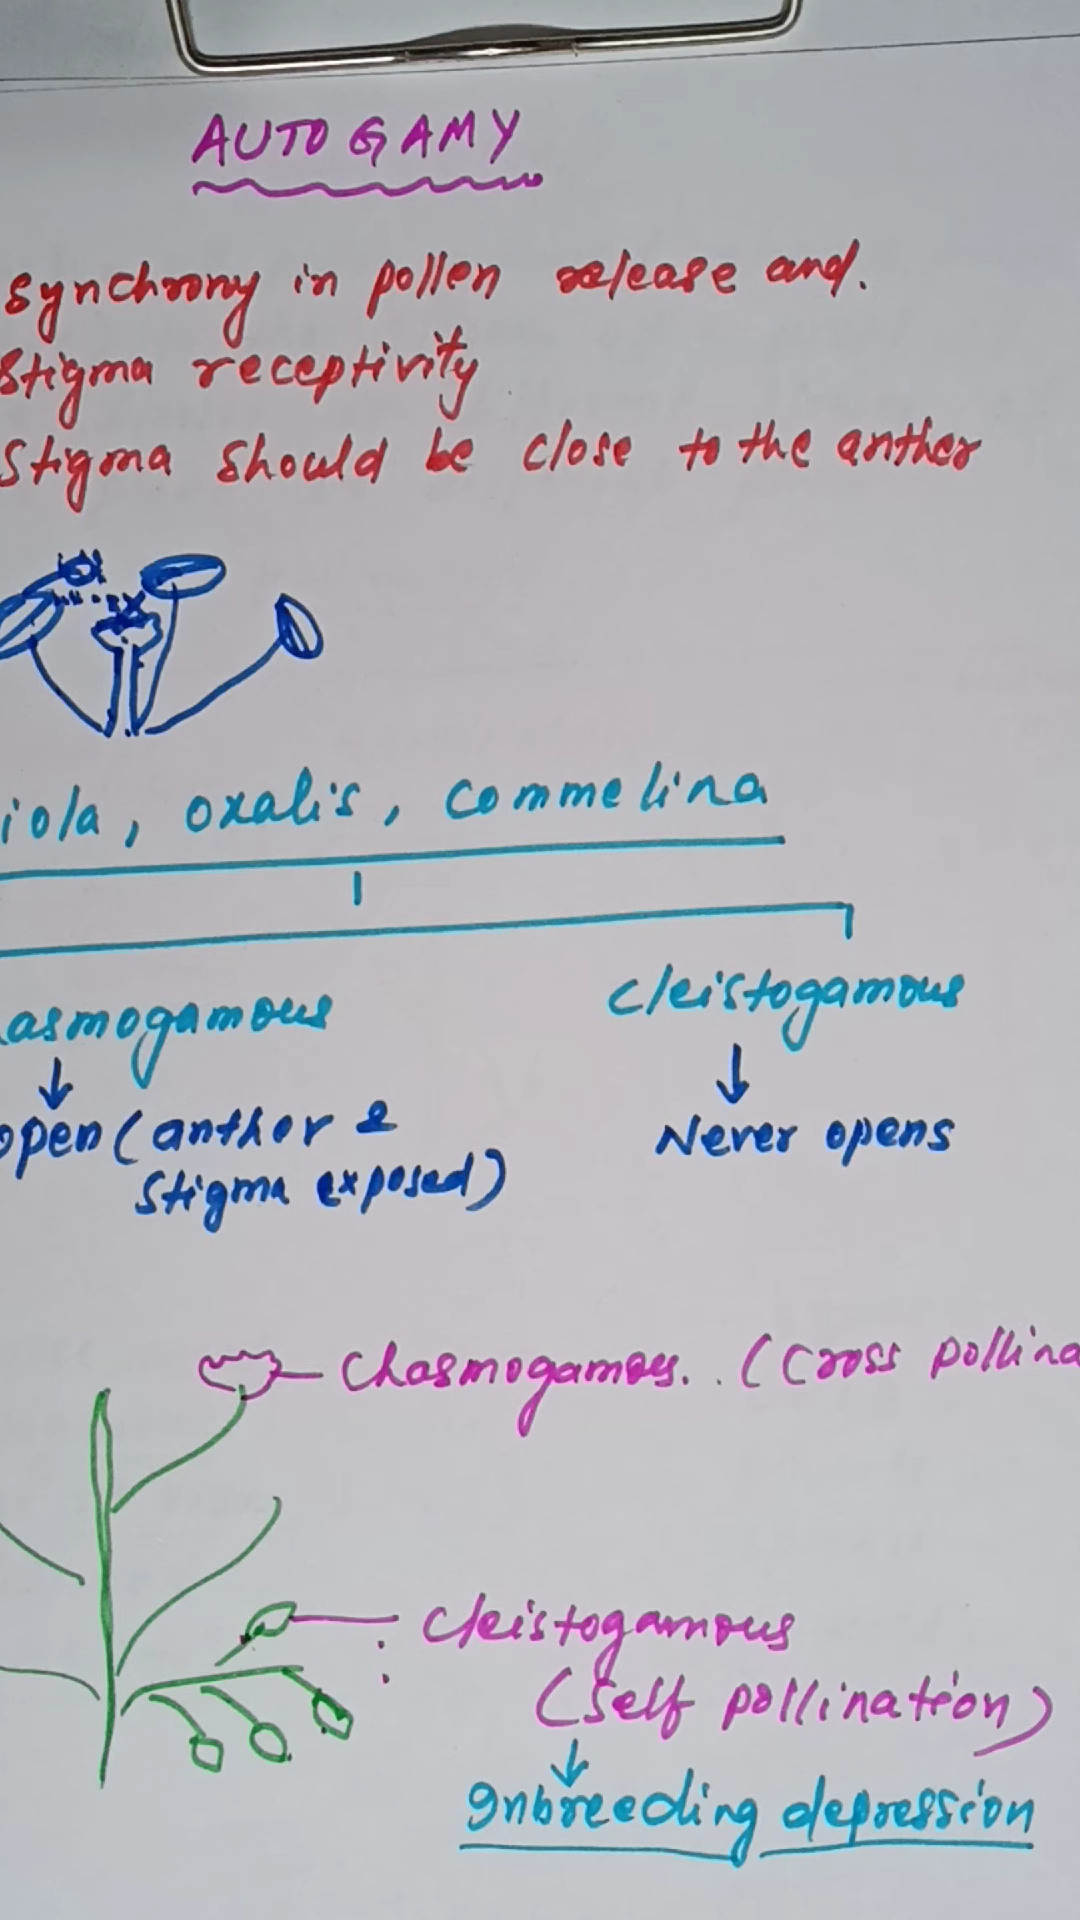 AUTOGAMY
synchrony in pollen release and.
Stigma receptivity
Stigma should be close to the anther
iola, oxalis, commelina
asmogamous
cleistogamous
open (anther &
Stigma exposed)
Never opens
Chasmogamous. . (Cross pollina
Cleistogamous
(Self pollination)
Inbreeding depression